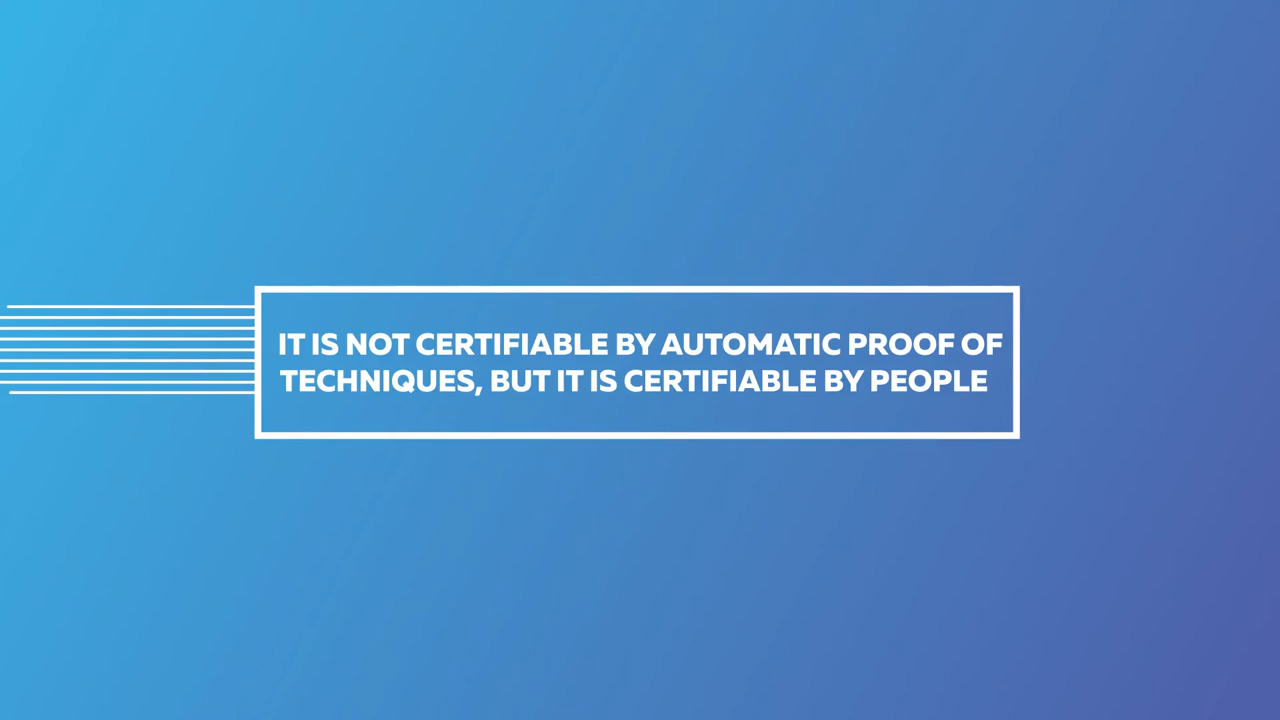 IT IS NOT CERTIFIABLE BY AUTOMATIC PROOF OF
TECHNIQUES, BUT IT IS CERTIFIABLE BY PEOPLE